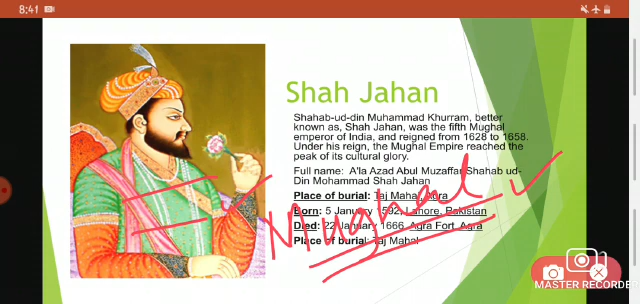 8:41
Shah Jahan
Shahab-ud-din Muhammad Khurram, better
known as, Shah Jahan, was the fifth Mughal
emperor of India, and reigned from 1628 to 1658.
Under his reign, the Mughal Empire reached the
peak of its cultural glory.
Full name: A'la Azad Abul Muzaffar Shahab ud-
Din Mohammad Shah Jahan
Place of burial: Taj Mahal, Agra
Born: 5 January 1592, Lahore, Pakistan
Died: 22 January 1666, Agra Fort, Agra
Place of burial: Taj Mahal
Mughal
MASTER RECORDER